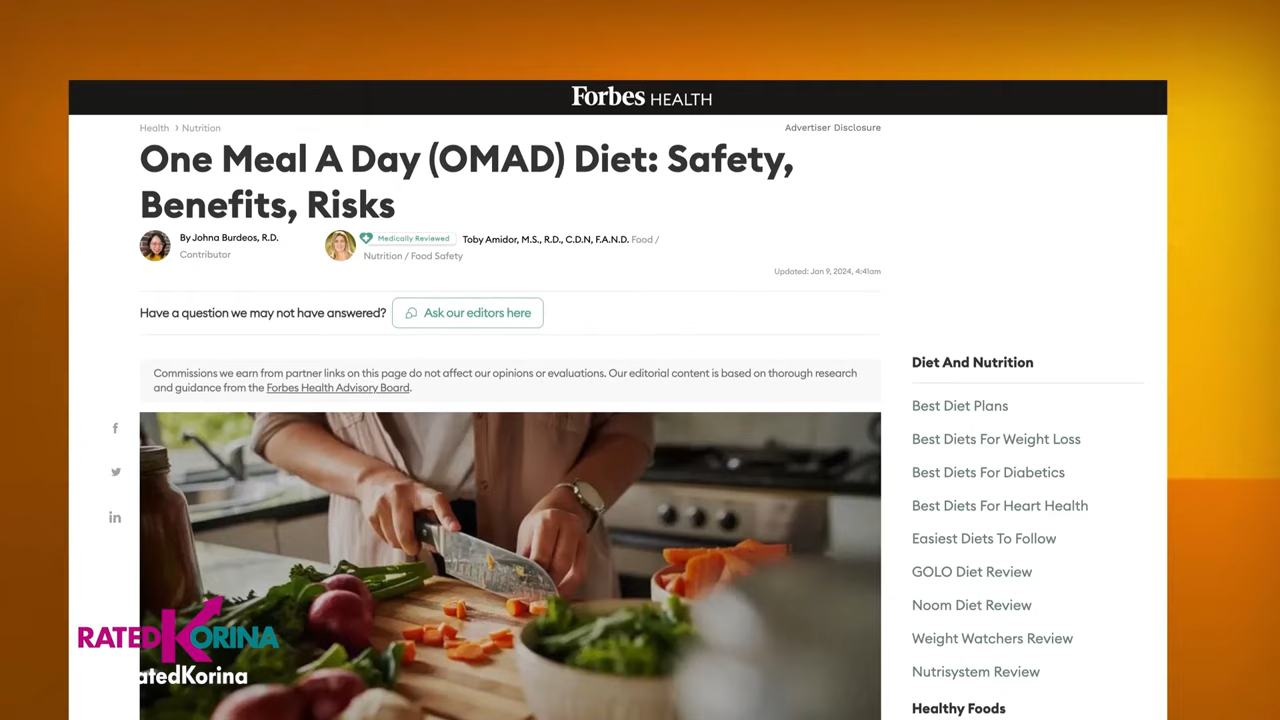 Forbes HEALTH
Health > Nutrition
Advertiser Disclosure
One Meal A Day (OMAD) Diet: Safety,
Benefits, Risks
By Johna Burdeos, R.D.
Contributor
Medically Reviewed
Toby Amidor, M.S., R.D., C.D.N, F.A.N.D. Food /
Nutrition / Food Safety
Updated: Jan 9, 2024, 4:41am
Have a question we may not have answered?
Ask our editors here
Commissions we earn from partner links on this page do not affect our opinions or evaluations. Our editorial content is based on thorough research
and guidance from the Forbes Health Advisory Board.
f
in
Diet And Nutrition
Best Diet Plans
Best Diets For Weight Loss
Best Diets For Diabetics
Best Diets For Heart Health
Easiest Diets To Follow
GOLO Diet Review
Noom Diet Review
Weight Watchers Review
Nutrisystem Review
Healthy Foods
RATED KORINA
atedKorina